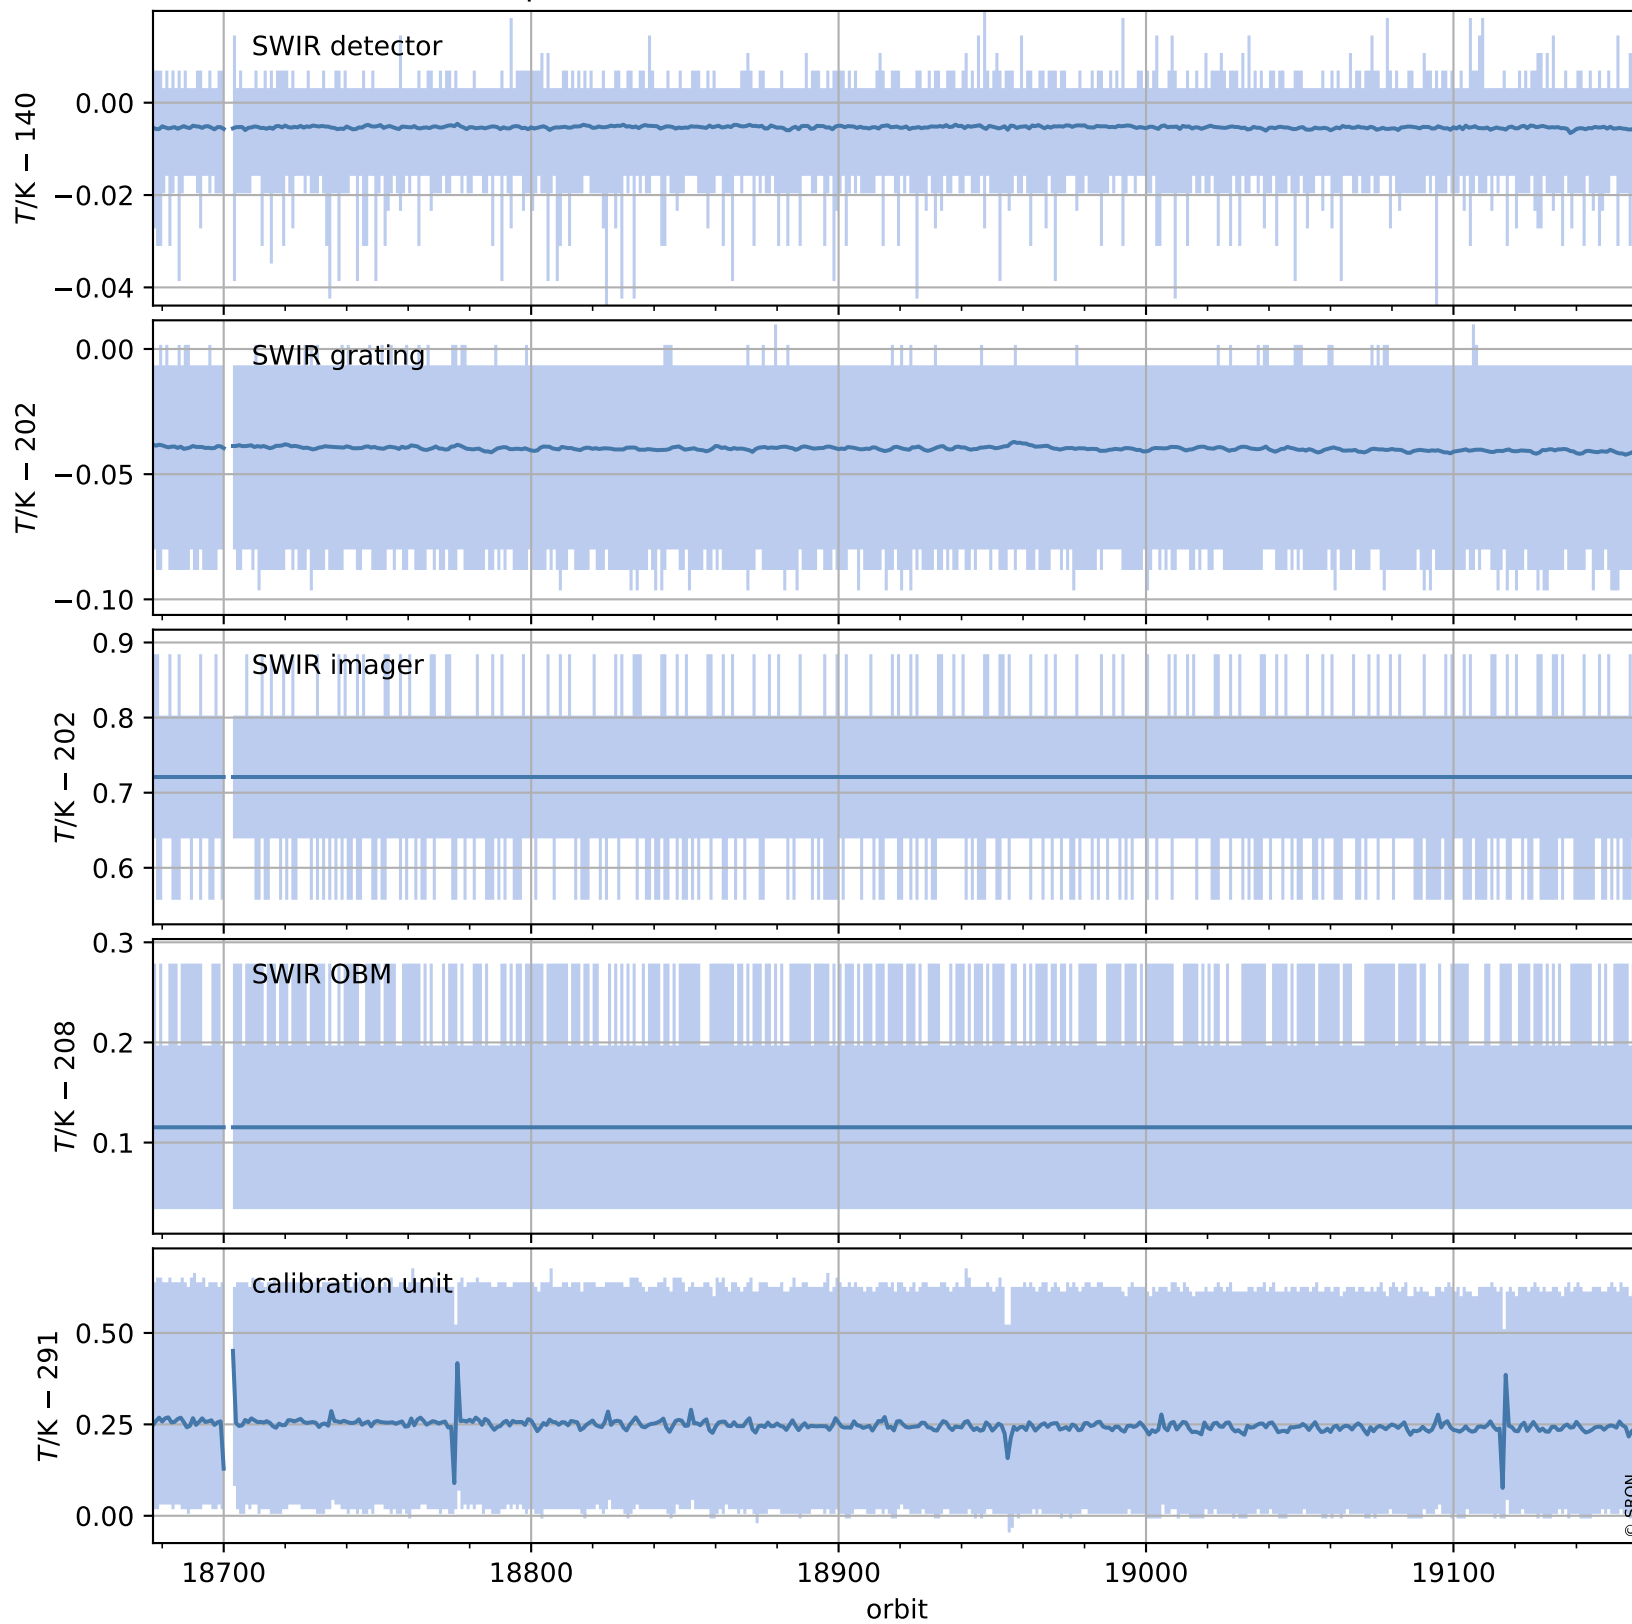 SWIR detector
0.00
−0.02
−0.04
T/K − 140
SWIR grating
0.00
−0.05
−0.10
T/K − 202
SWIR imager
0.9
0.8
0.7
0.6
T/K − 202
SWIR OBM
0.3
0.2
0.1
T/K − 208
calibration unit
0.50
0.25
0.00
T/K − 291
© SRON
18700 18800 18900 19000 19100
orbit